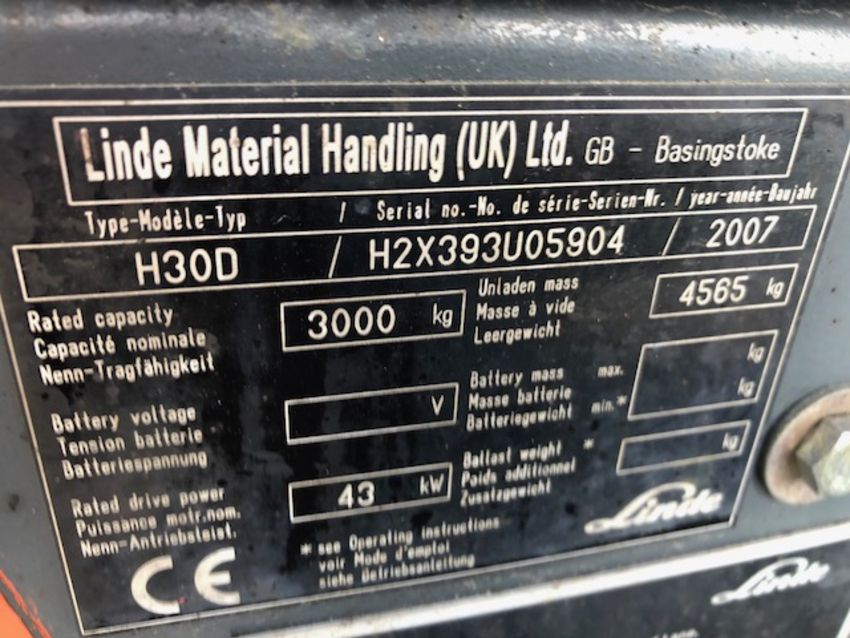 Linde Material Handling (UK) Ltd. GB - Basingstoke
Type-Modèle-Typ / Serial no.-No. de série-Serien-Nr. / year-année-Baujahr
H30D / H2X393U05904 / 2007
Rated capacity
Capacité nominale
Nenn-Tragfähigkeit
3000 kg
Unladen mass
Masse à vide
Leergewicht
4565 kg
Battery voltage
Tension batterie
Batteriespannung
V
Battery mass max. kg
Masse batterie
Batteriegewicht min.* kg
Rated drive power
Puissance motr.nom.
Nenn-Antriebsleist.
43 kW
Ballast weight *
Poids additionnel
Zusatzgewicht
kg
* see Operating Instructions
voir Mode d'emploi
siehe Betriebsanleitung
Linde
CE
Linde